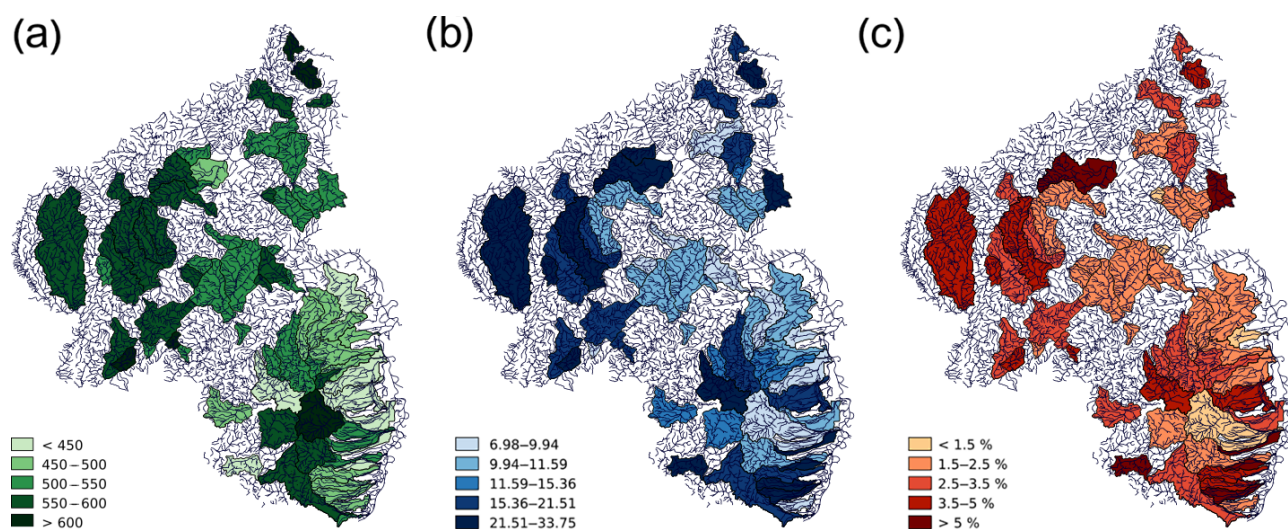 (a)
(b)
(c)
< 450
450 – 500
500 – 550
550 – 600
> 600
6.98–9.94
9.94–11.59
11.59–15.36
15.36–21.51
21.51–33.75
< 1.5 %
1.5–2.5 %
2.5–3.5 %
3.5–5 %
> 5 %